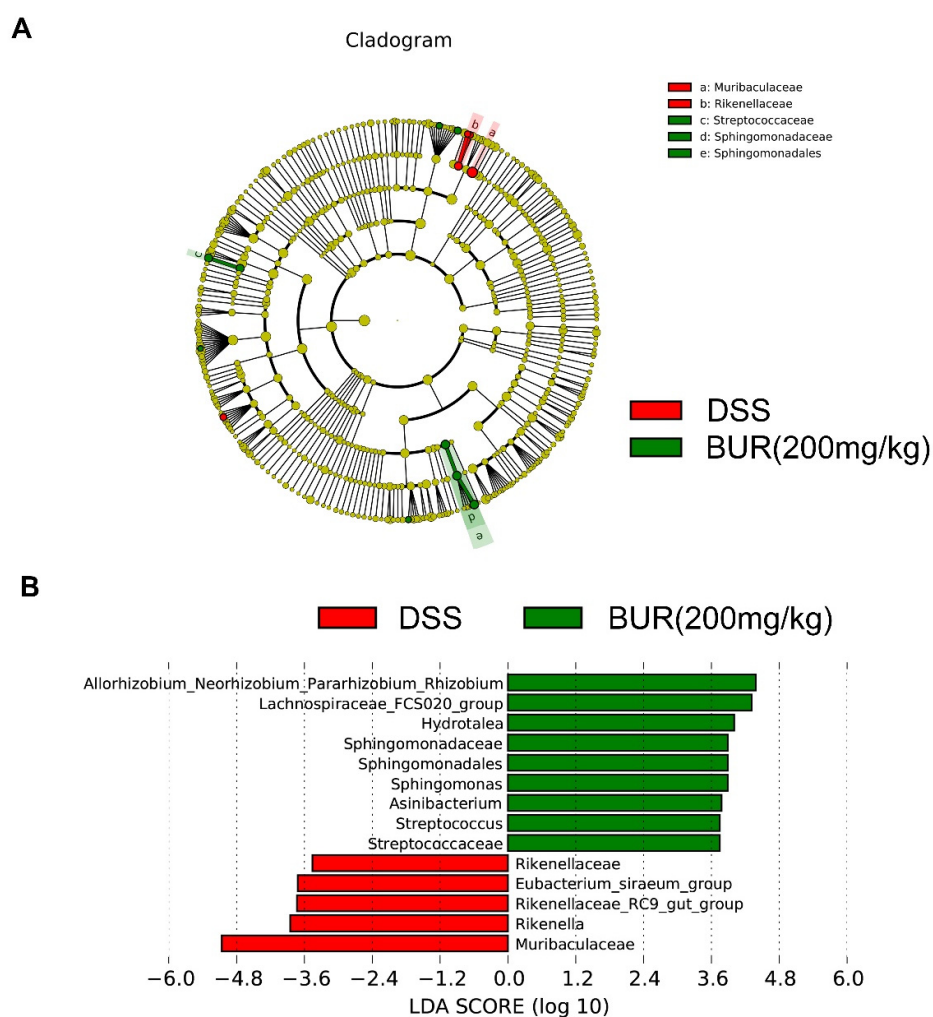 A
Cladogram
a: Muribaculaceae
b: Rikenellaceae
c: Streptococcaceae
d: Sphingomonadaceae
e: Sphingomonadales
b
a
c
d
e
DSS
BUR(200mg/kg)
B
DSS
BUR(200mg/kg)
Allorhizobium_Neorhizobium_Pararhizobium_Rhizobium
Lachnospiraceae_FCS020_group
Hydrotalea
Sphingomonadaceae
Sphingomonadales
Sphingomonas
Asinibacterium
Streptococcus
Streptococcaceae
Rikenellaceae
Eubacterium_siraeum_group
Rikenellaceae_RC9_gut_group
Rikenella
Muribaculaceae
−6.0 −4.8 −3.6 −2.4 −1.2 0.0 1.2 2.4 3.6 4.8 6.0
LDA SCORE (log 10)